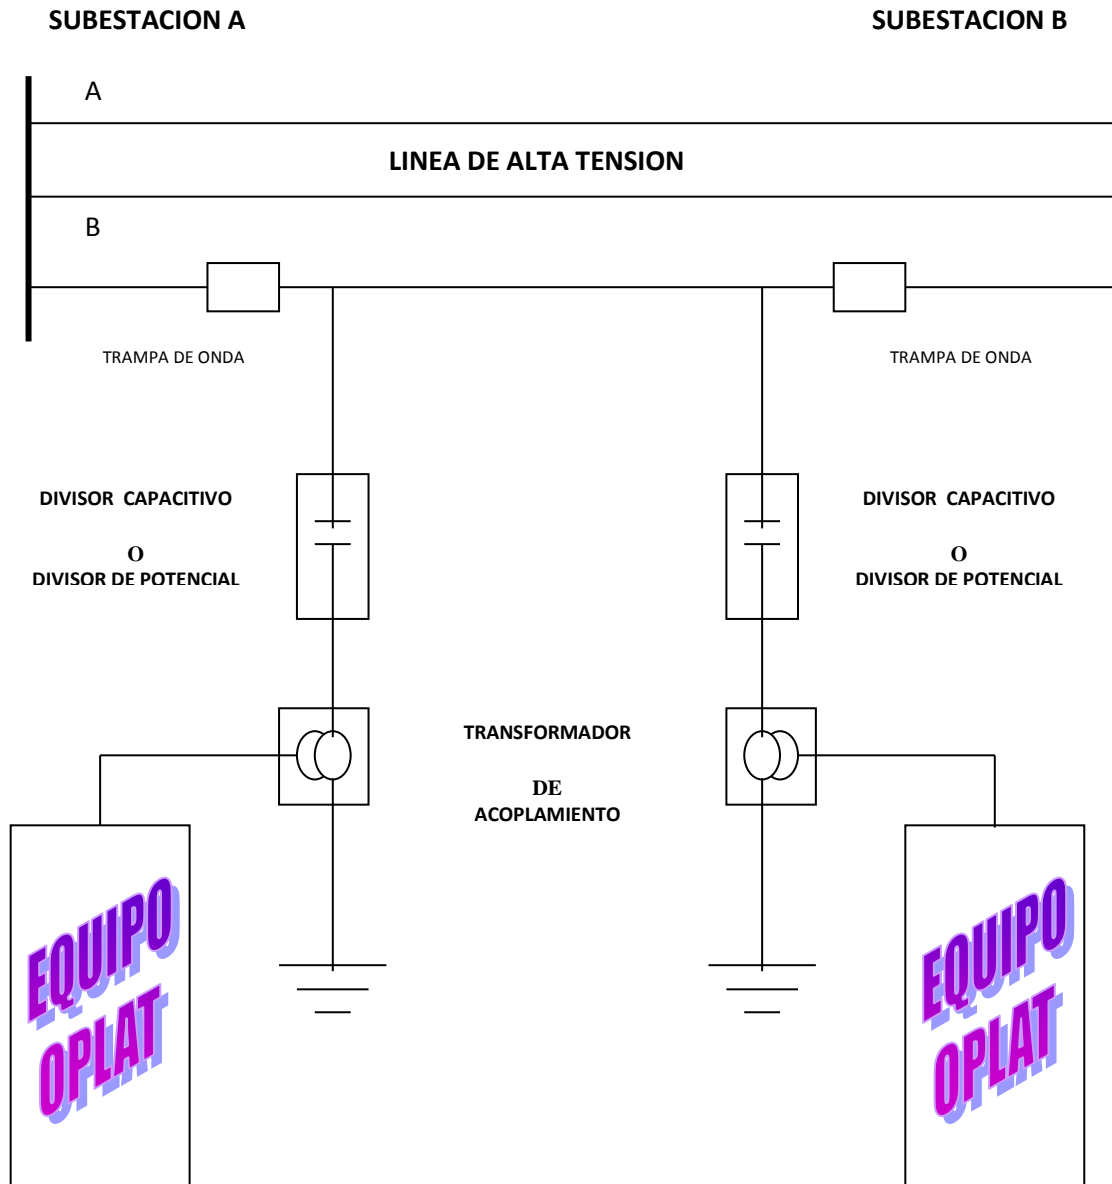 SUBESTACION A
SUBESTACION B
A
LINEA DE ALTA TENSION
B
TRAMPA DE ONDA
TRAMPA DE ONDA
DIVISOR CAPACITIVO
O
DIVISOR DE POTENCIAL
DIVISOR CAPACITIVO
O
DIVISOR DE POTENCIAL
TRANSFORMADOR
DE
ACOPLAMIENTO
EQUIPO
OPLAT
EQUIPO
OPLAT